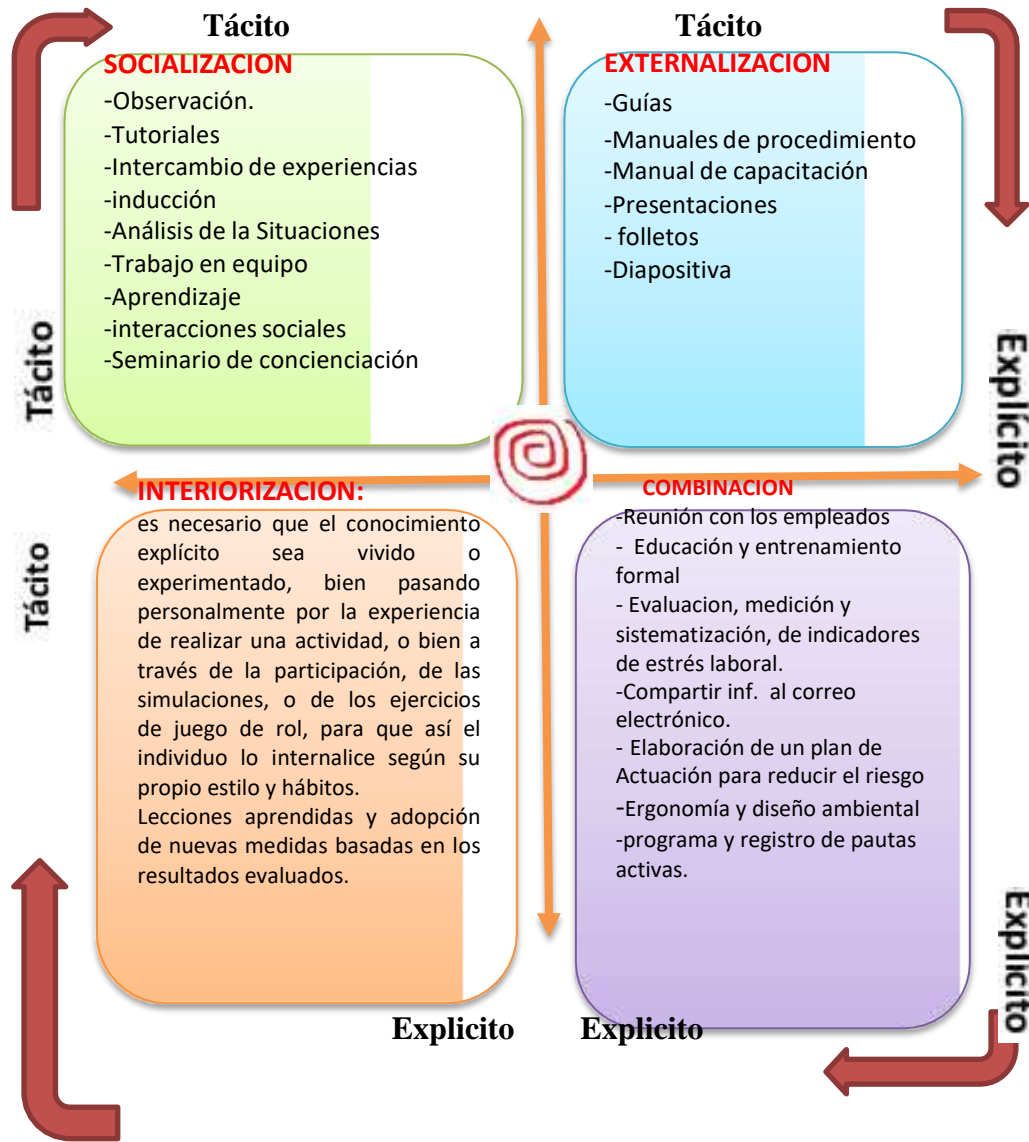 Tácito
Tácito
SOCIALIZACION
-Observación.
-Tutoriales
-Intercambio de experiencias
-inducción
-Análisis de la Situaciones
-Trabajo en equipo
-Aprendizaje
-interacciones sociales
-Seminario de concienciación
EXTERNALIZACION
-Guías
-Manuales de procedimiento
-Manual de capacitación
-Presentaciones
- folletos
-Diapositiva
Tácito
Explícito
INTERIORIZACION:
es necesario que el conocimiento
explícito sea vivido o
experimentado, bien pasando
personalmente por la experiencia
de realizar una actividad, o bien a
través de la participación, de las
simulaciones, o de los ejercicios
de juego de rol, para que así el
individuo lo internalice según su
propio estilo y hábitos.
Lecciones aprendidas y adopción
de nuevas medidas basadas en los
resultados evaluados.
COMBINACION
-Reunión con los empleados
- Educación y entrenamiento
formal
- Evaluacion, medición y
sistematización, de indicadores
de estrés laboral.
-Compartir inf. al correo
electrónico.
- Elaboración de un plan de
Actuación para reducir el riesgo
-Ergonomía y diseño ambiental
-programa y registro de pautas
activas.
Tácito
Explicito
Explicito
Explicito